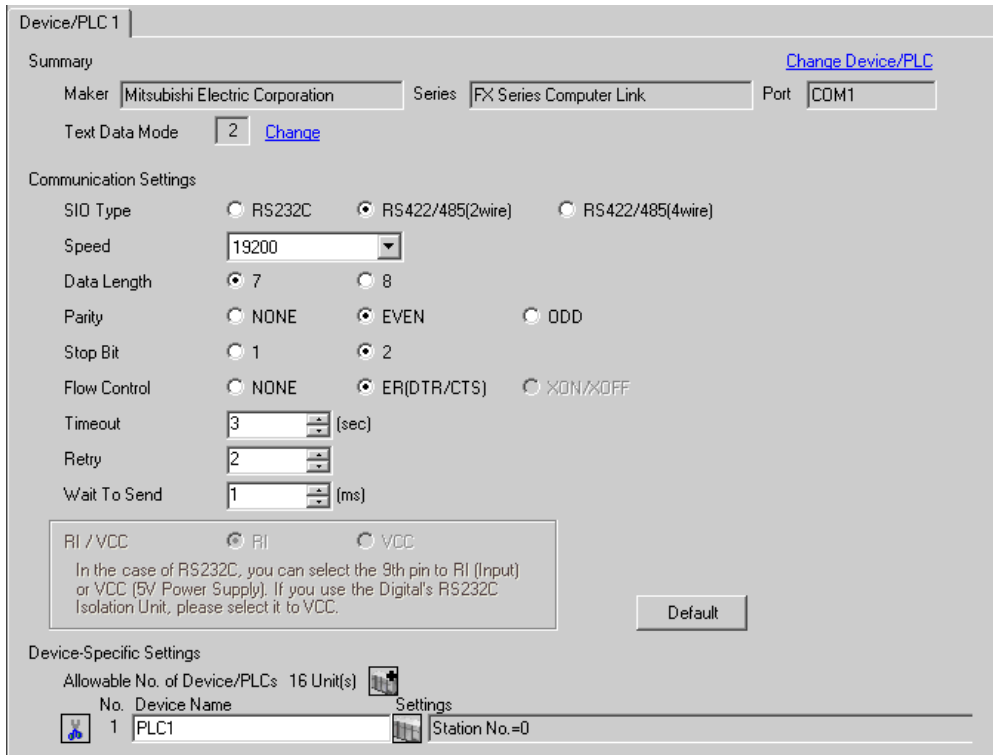 Device/PLC 1
Summary Change Device/PLC
Maker Mitsubishi Electric Corporation Series FX Series Computer Link Port COM1
Text Data Mode 2 Change
Communication Settings
SIO Type RS232C RS422/485(2wire) RS422/485(4wire)
Speed 19200
Data Length 7 8
Parity NONE EVEN ODD
Stop Bit 1 2
Flow Control NONE ER(DTR/CTS) XON/XOFF
Timeout 3 (sec)
Retry 2
Wait To Send 1 (ms)
RI / VCC RI VCC
In the case of RS232C, you can select the 9th pin to RI (Input)
or VCC (5V Power Supply). If you use the Digital's RS232C
Isolation Unit, please select it to VCC.
Default
Device-Specific Settings
Allowable No. of Device/PLCs 16 Unit(s)
No. Device Name Settings
1 PLC1 Station No.=0